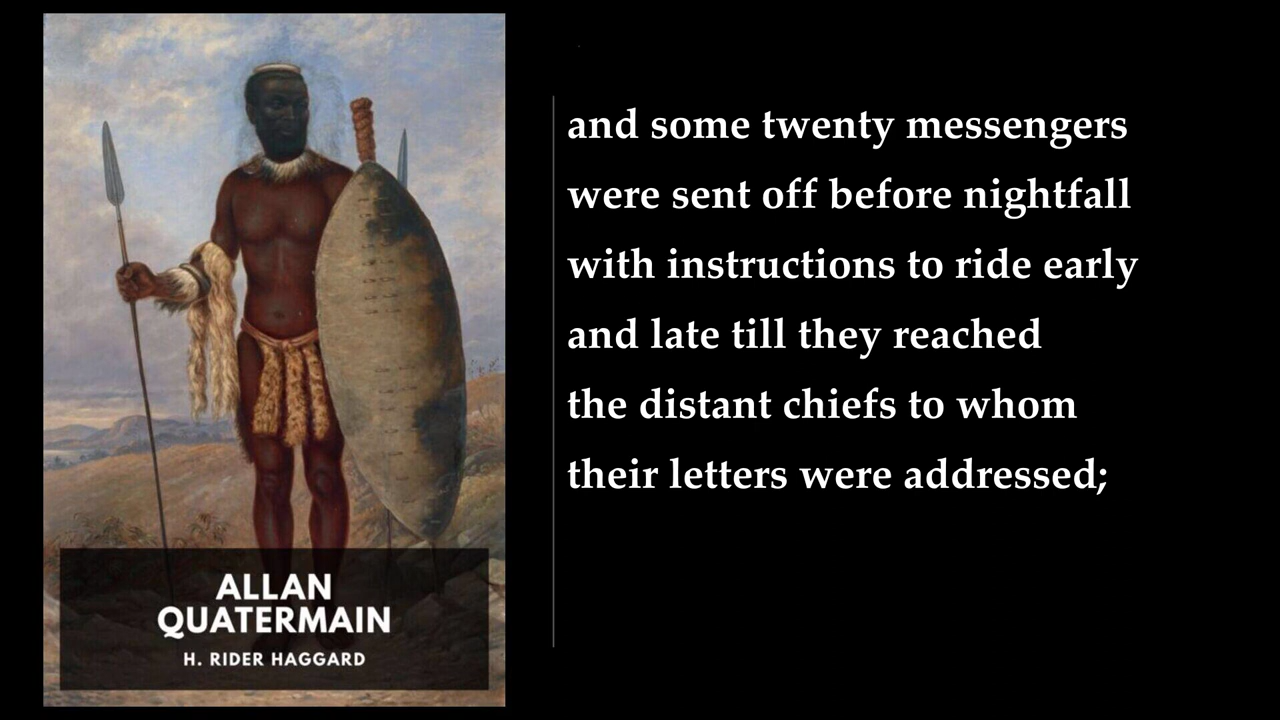 and some twenty messengers
were sent off before nightfall
with instructions to ride early
and late till they reached
the distant chiefs to whom
their letters were addressed;
ALLAN
QUATERMAIN
H. RIDER HAGGARD